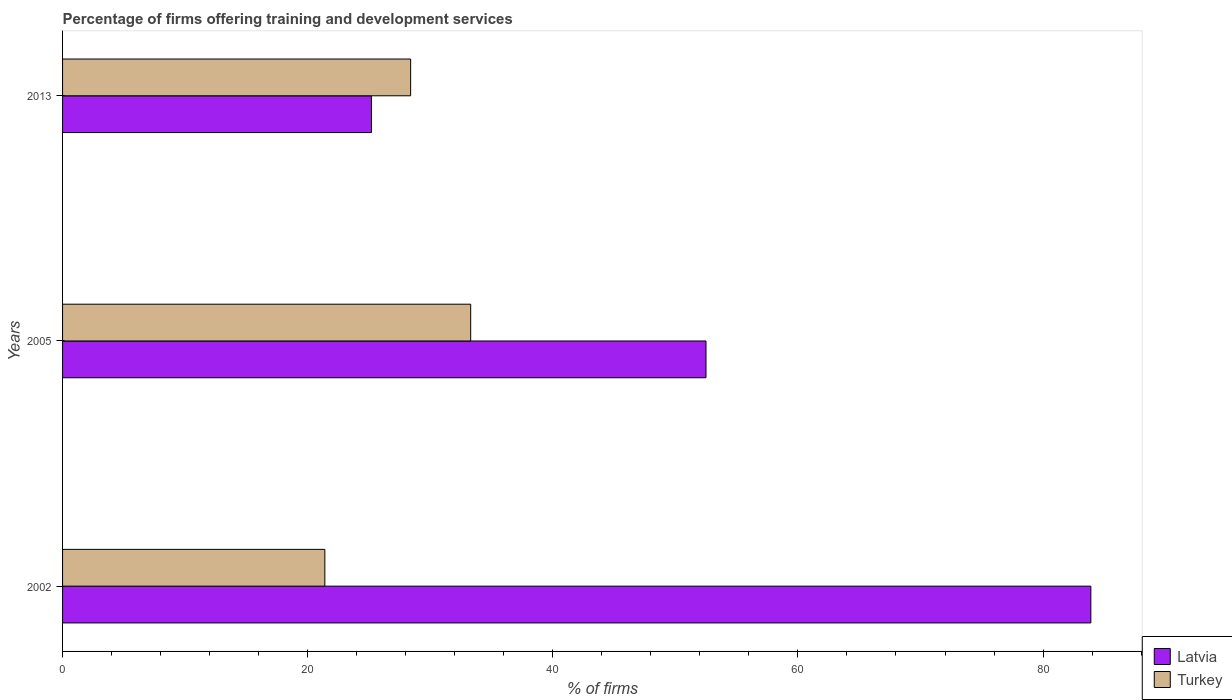 Percentage of firms offering training and development services
2013
2005
2002
Years
20
40
60
80
% of firms
Latvia
Turkey